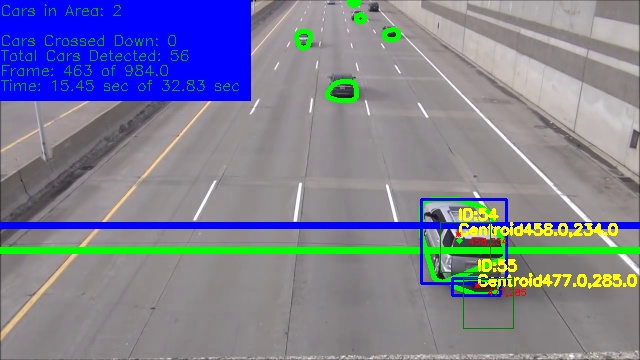 Cars in Area: 2
Cars Crossed Down: 0
Total Cars Detected: 56
Frame: 463 of 984.0
Time: 15.45 sec of 32.83 sec
ID:54
Centroid458.0,234.0
ID:55
Centroid477.0,285.0